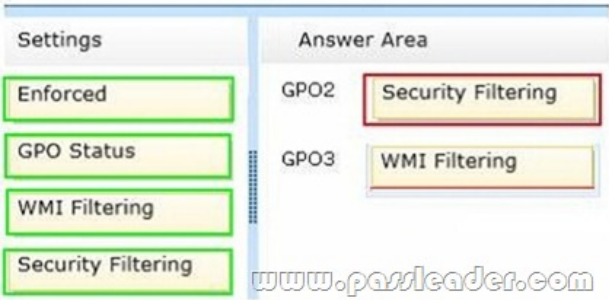 Settings
Answer Area
Enforced
GPO Status
WMI Filtering
Security Filtering
GPO2
Security Filtering
GPO3
WMI Filtering
www.passleader.com